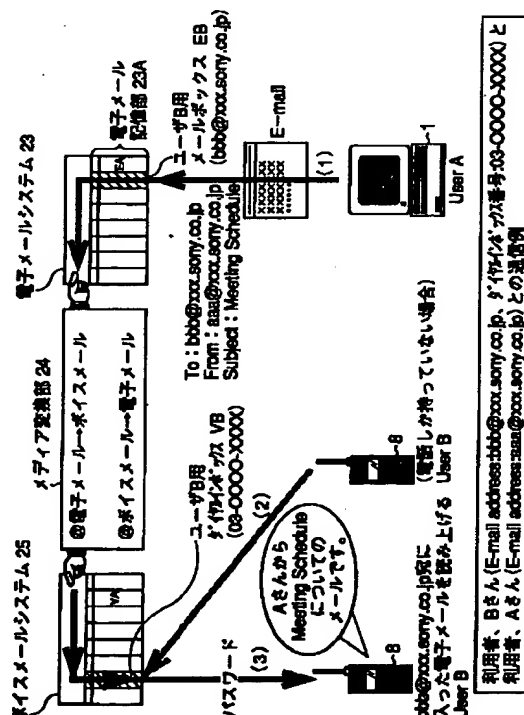 ボイスメールシステム 25
メディア変換部 24
電子メールシステム 23
@電子メール→ボイスメール
@ボイスメール→電子メール
VA
EA
電子メール
記憶部 23A
ユーザB用
メールボックス EB
(bbb@xxx.sony.co.jp)
To : bbb@xxx.sony.co.jp
From : aaa@xxx.sony.co.jp
Subject : Meeting Schedule
E-mail
XXXXXXX
(1)
1
User A
ユーザB用
ダイヤルインボックス VB
(03-OOOO-XXXX)
(2)
パスワード
(3)
Aさんから
Meeting Schedule
についての
メールです。
8
(電話しか持っていない場合)
User B
8
bbb@xxx.sony.co.jp宛に
入った電子メールを読み上げる
User B
利用者、Bさん(E-mail address:bbb@xxx.sony.co.jp、ダイヤルインボックス番号:03-OOOO-XXXX)と
利用者、Aさん(E-mail address:aaa@xxx.sony.co.jp)との通信例